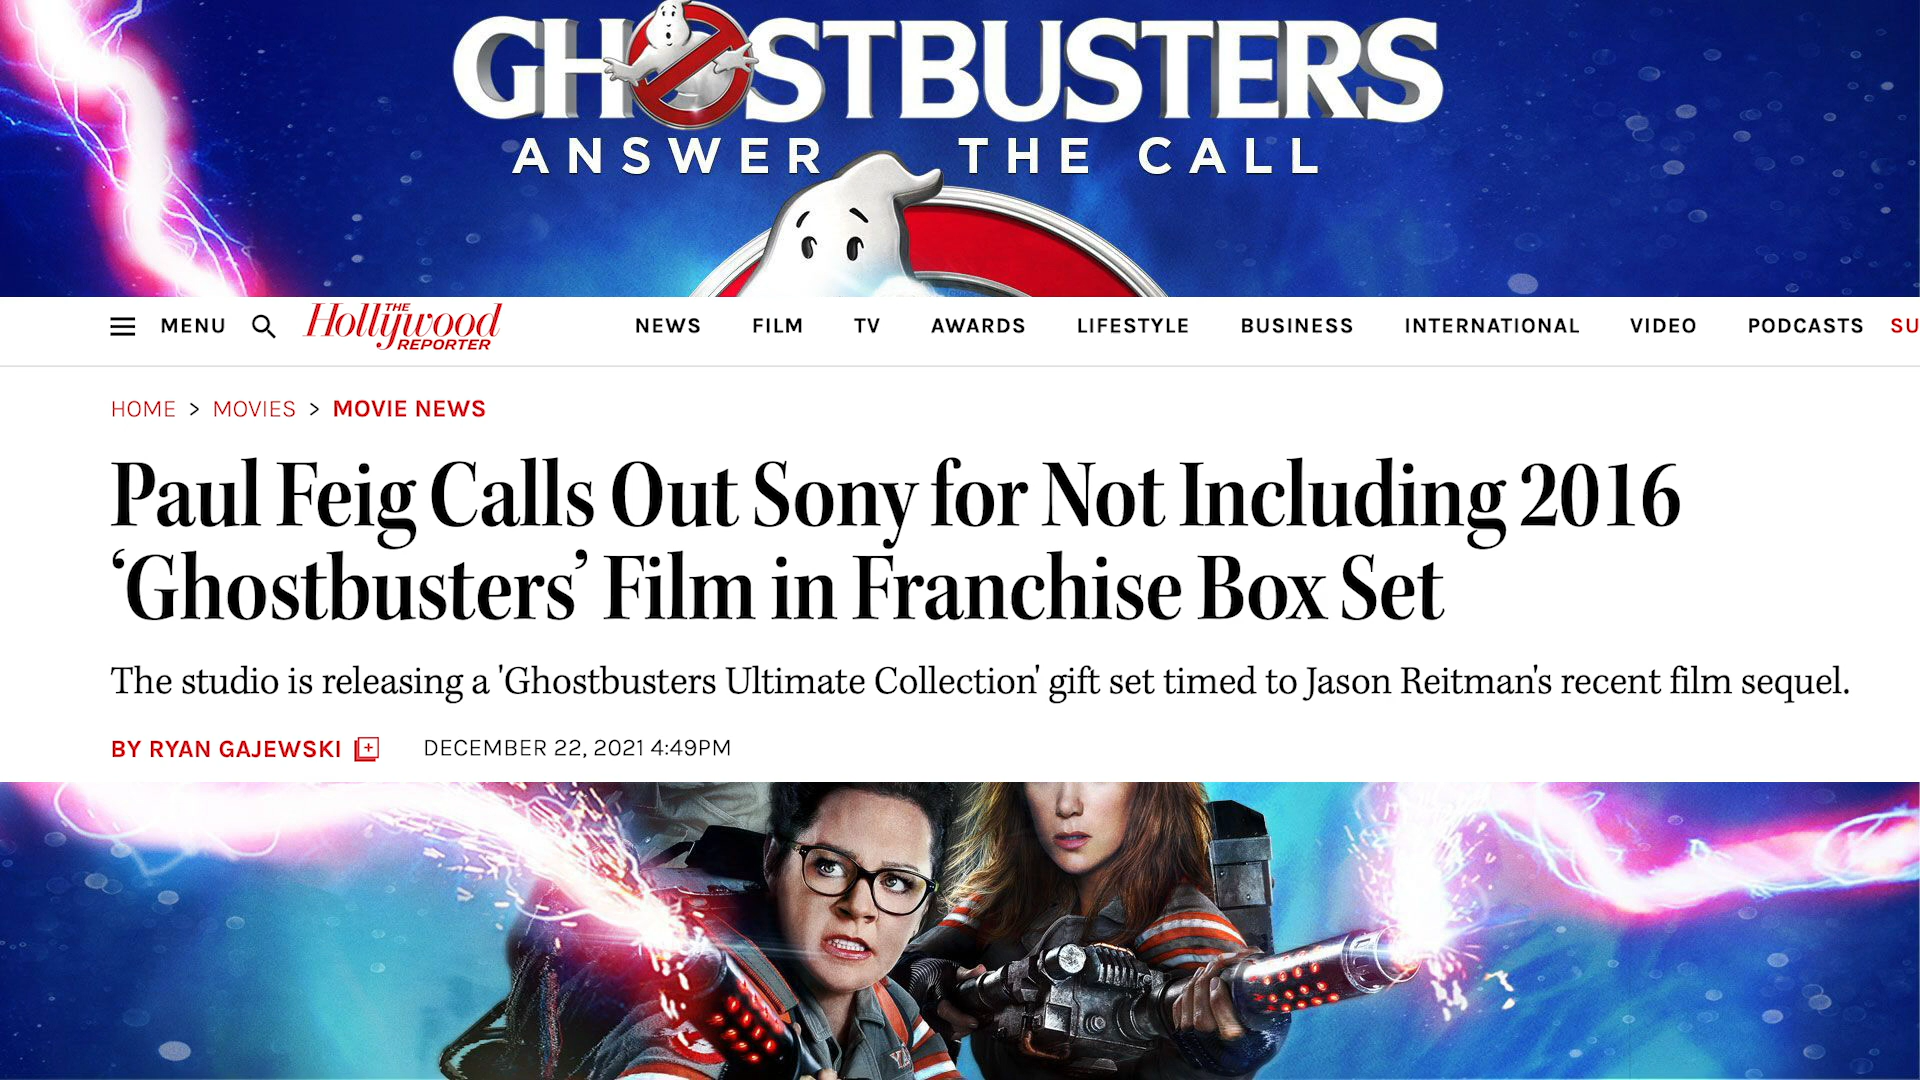 GHOSTBUSTERS
ANSWER THE CALL
MENU THE Hollywood REPORTER NEWS FILM TV AWARDS LIFESTYLE BUSINESS INTERNATIONAL VIDEO PODCASTS SU
HOME > MOVIES > MOVIE NEWS
Paul Feig Calls Out Sony for Not Including 2016
‘Ghostbusters’ Film in Franchise Box Set
The studio is releasing a 'Ghostbusters Ultimate Collection' gift set timed to Jason Reitman's recent film sequel.
BY RYAN GAJEWSKI DECEMBER 22, 2021 4:49PM